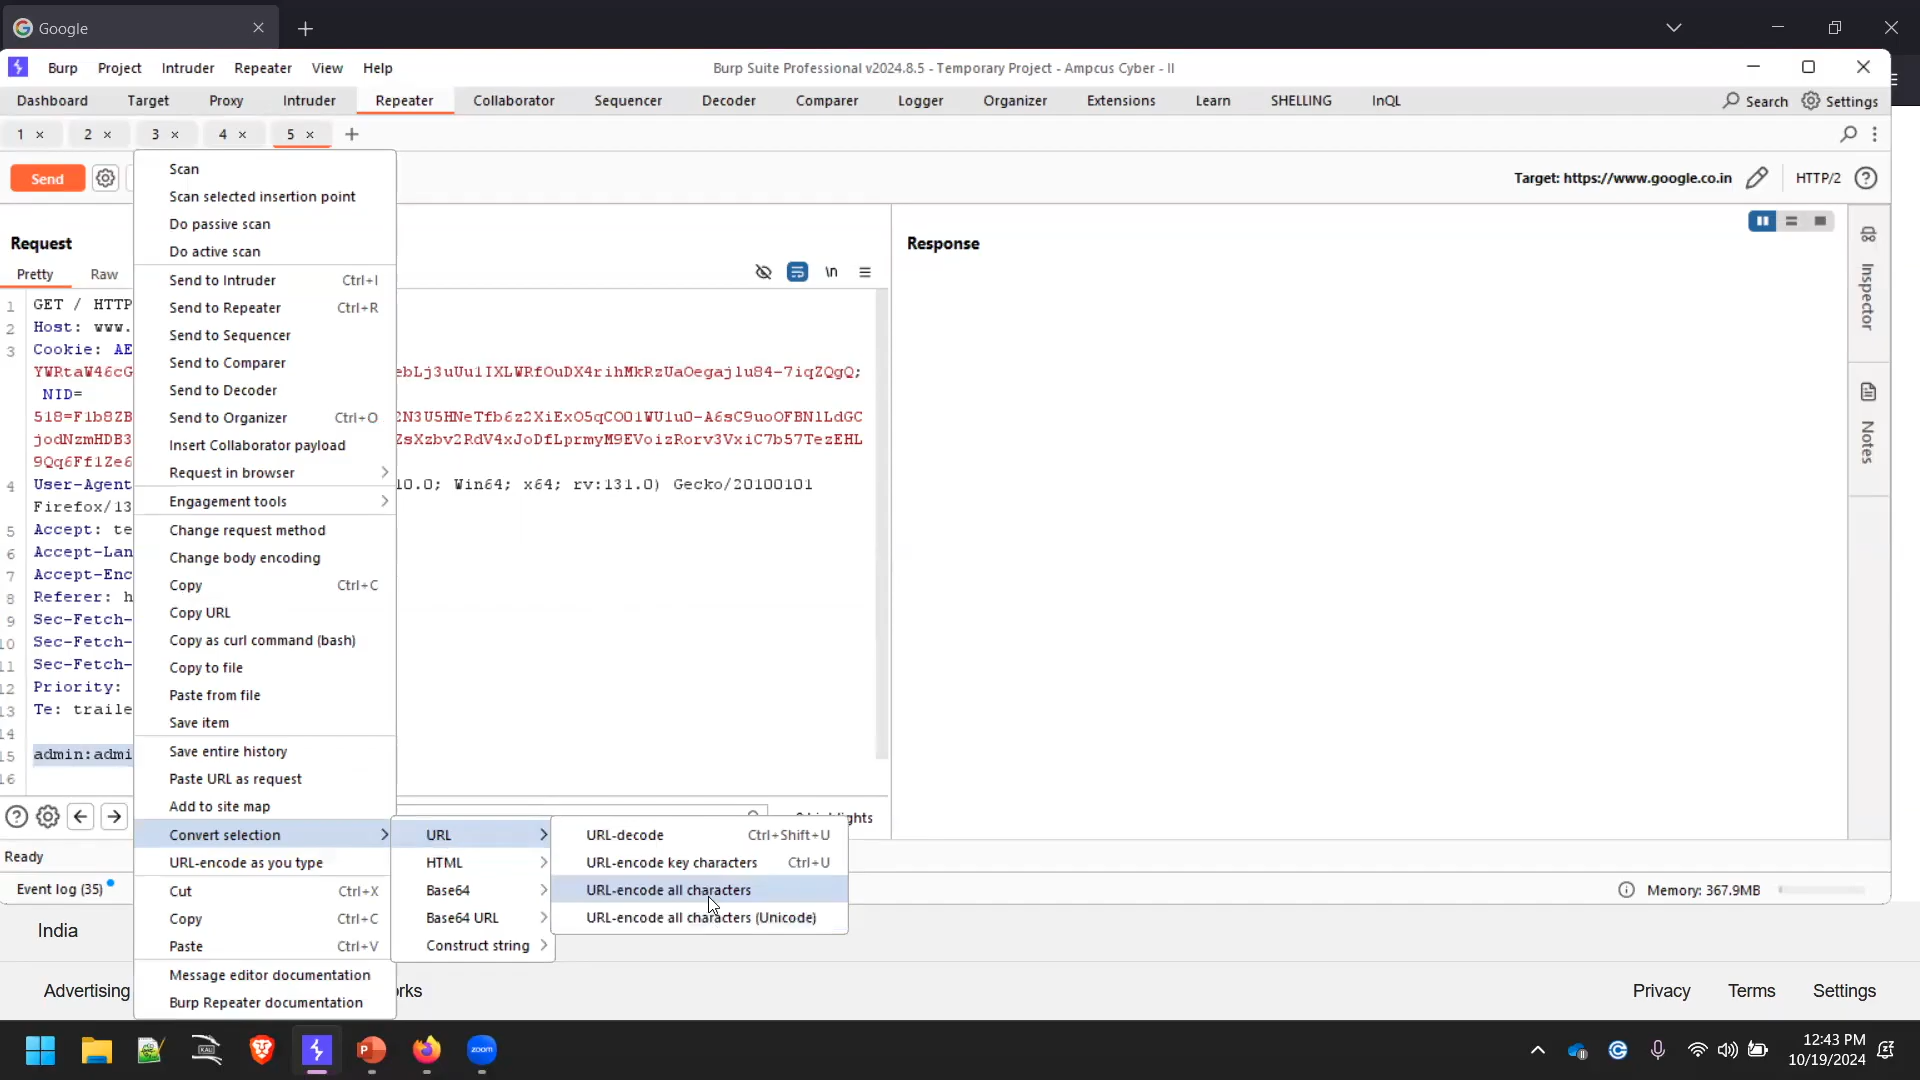 Google
Burp Project Intruder Repeater View Help
Burp Suite Professional v2024.8.5 - Temporary Project - Ampcus Cyber - II
Dashboard Target Proxy Intruder Repeater Collaborator Sequencer Decoder Comparer Logger Organizer Extensions Learn SHELLING InQL
Search Settings
1 × 2 × 3 × 4 × 5 ×
Send
Target: https://www.google.co.in HTTP/2
Request
Pretty Raw
\n
1 GET / HTTP
2 Host: www.
3 Cookie: AE
YWRtaW46cG
ebLj3uUu1IXLWRfOuDX4rihMkRzUaOegajlu84-7iqZQgQ;
NID=
518=F1b8ZB
CN3U5HNeTfb6z2XiExO5qCO01WU1u0-A6sC9uoOFBN1LdGC
jodNzmHDB3
ZsXzbv2RdV4xJoDfLprmyM9EVoizRorv3VxiC7b57TezEHL
9Qq6Ff1Ze6
4 User-Agent
10.0; Win64; x64; rv:131.0) Gecko/20100101
Firefox/13
5 Accept: te
6 Accept-Lan
7 Accept-Enc
8 Referer: h
9 Sec-Fetch-
10 Sec-Fetch-
11 Sec-Fetch-
12 Priority:
13 Te: traile
14
15 admin:admi
16
Scan
Scan selected insertion point
Do passive scan
Do active scan
Send to Intruder Ctrl+I
Send to Repeater Ctrl+R
Send to Sequencer
Send to Comparer
Send to Decoder
Send to Organizer Ctrl+O
Insert Collaborator payload
Request in browser
Engagement tools
Change request method
Change body encoding
Copy Ctrl+C
Copy URL
Copy as curl command (bash)
Copy to file
Paste from file
Save item
Save entire history
Paste URL as request
Add to site map
Convert selection
URL-encode as you type
Cut Ctrl+X
Copy Ctrl+C
Paste Ctrl+V
Message editor documentation
Burp Repeater documentation
URL
HTML
Base64
Base64 URL
Construct string
URL-decode Ctrl+Shift+U
URL-encode key characters Ctrl+U
URL-encode all characters
URL-encode all characters (Unicode)
Response
Inspector
Notes
Ready
Event log (35)
Memory: 367.9MB
India
Advertising
Privacy Terms Settings
KALI
zoom
12:43 PM
10/19/2024